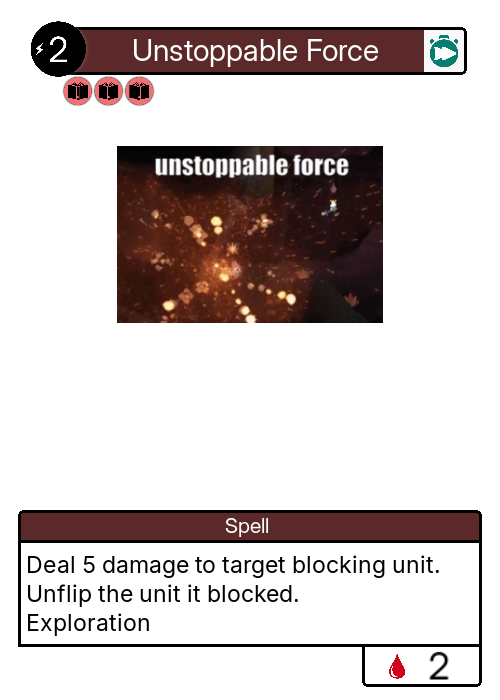 2
Unstoppable Force
unstoppable force
Spell
Deal 5 damage to target blocking unit.
Unflip the unit it blocked.
Exploration
2